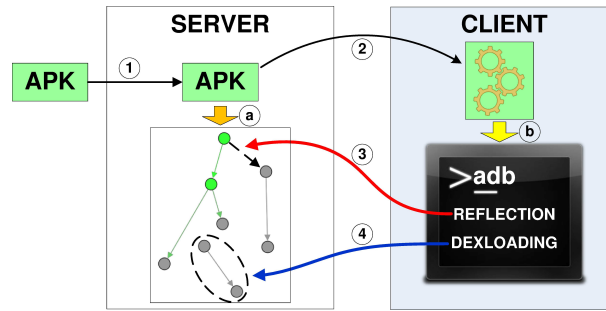 SERVER
CLIENT
1
2
APK
APK
a
b
3
>adb
REFLECTION
4
DEXLOADING